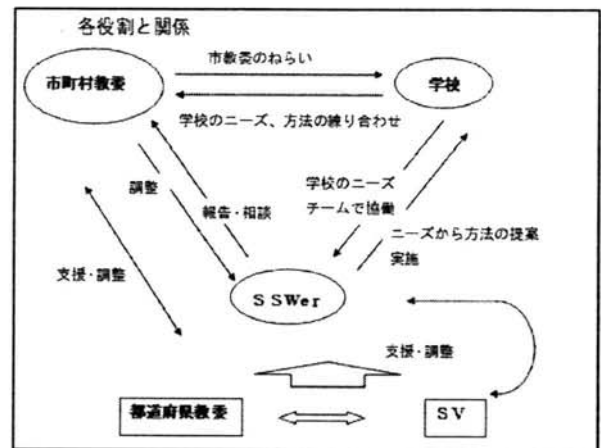 各役割と関係
市教委のねらい
市町村教委
学校
学校のニーズ、方法の練り合わせ
調整
報告・相談
学校のニーズ
チームで協働
ニーズから方法の提案
実施
支援・調整
ＳＳＷer
支援・調整
都道府県教委
ＳＶ